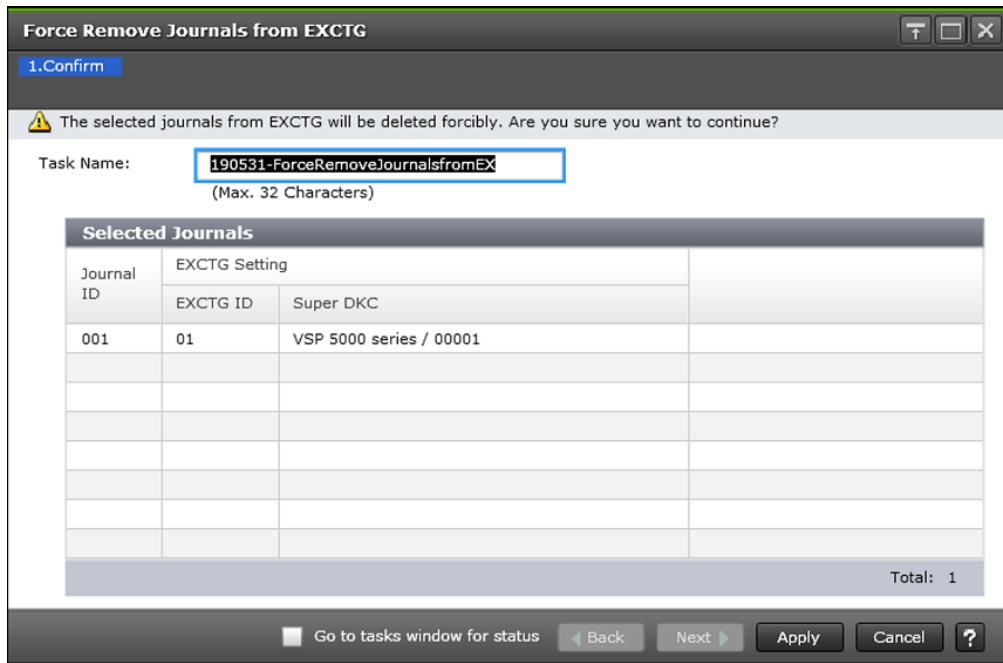 Force Remove Journals from EXCTG
1.Confirm
The selected journals from EXCTG will be deleted forcibly. Are you sure you want to continue?
Task Name: 190531-ForceRemoveJournalsfromEX
(Max. 32 Characters)
Selected Journals
Journal ID
EXCTG Setting
EXCTG ID Super DKC
001 01 VSP 5000 series / 00001
Total: 1
Go to tasks window for status Back Next Apply Cancel ?